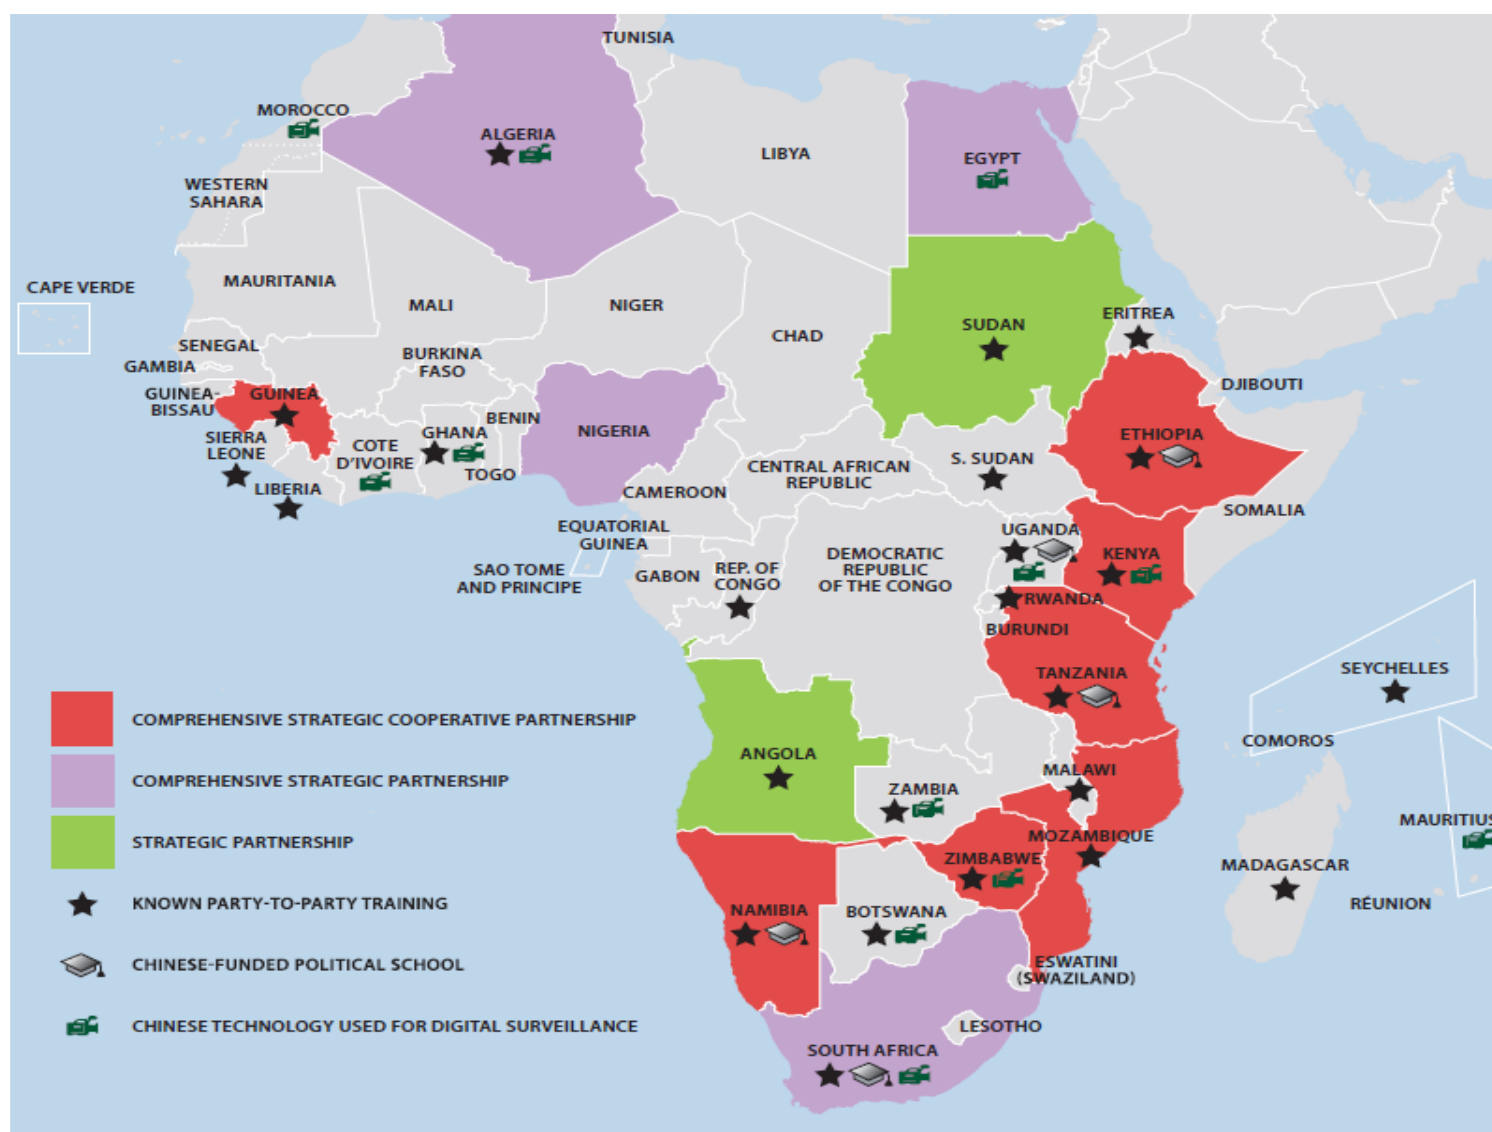 TUNISIA
MOROCCO
ALGERIA
LIBYA
EGYPT
WESTERN
SAHARA
CAPE VERDE
MAURITANIA
MALI
NIGER
CHAD
SUDAN
ERITREA
SENEGAL
GAMBIA
BURKINA
FASO
DJIBOUTI
GUINEA-
BISSAU
GUINEA
BENIN
NIGERIA
SIERRA
LEONE
COTE
D'IVOIRE
GHANA
TOGO
LIBERIA
ETHIOPIA
CENTRAL AFRICAN
REPUBLIC
S. SUDAN
CAMEROON
SOMALIA
EQUATORIAL
GUINEA
UGANDA
KENYA
SAO TOME
AND PRINCIPE
GABON
REP. OF
CONGO
DEMOCRATIC
REPUBLIC
OF THE CONGO
RWANDA
BURUNDI
TANZANIA
SEYCHELLES
COMOROS
ANGOLA
ZAMBIA
MALAWI
MAURITIUS
MOZAMBIQUE
ZIMBABWE
MADAGASCAR
RÉUNION
NAMIBIA
BOTSWANA
ESWATINI
(SWAZILAND)
LESOTHO
SOUTH AFRICA
COMPREHENSIVE STRATEGIC COOPERATIVE PARTNERSHIP
COMPREHENSIVE STRATEGIC PARTNERSHIP
STRATEGIC PARTNERSHIP
KNOWN PARTY-TO-PARTY TRAINING
CHINESE-FUNDED POLITICAL SCHOOL
CHINESE TECHNOLOGY USED FOR DIGITAL SURVEILLANCE